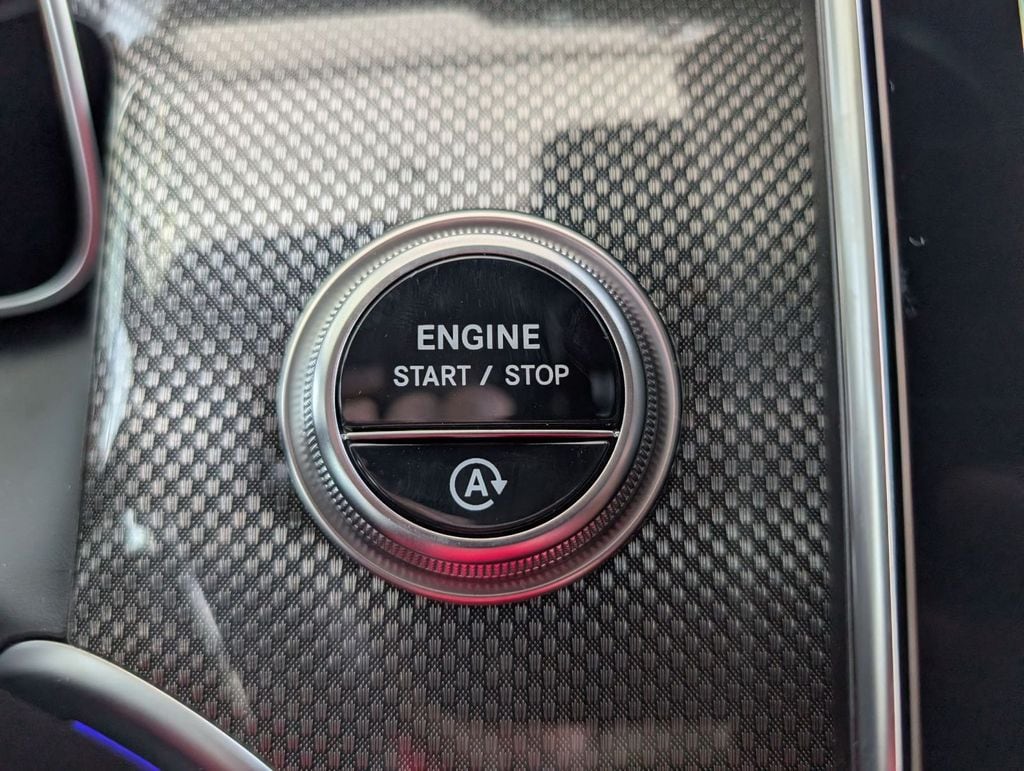 ENGINE
START / STOP
A